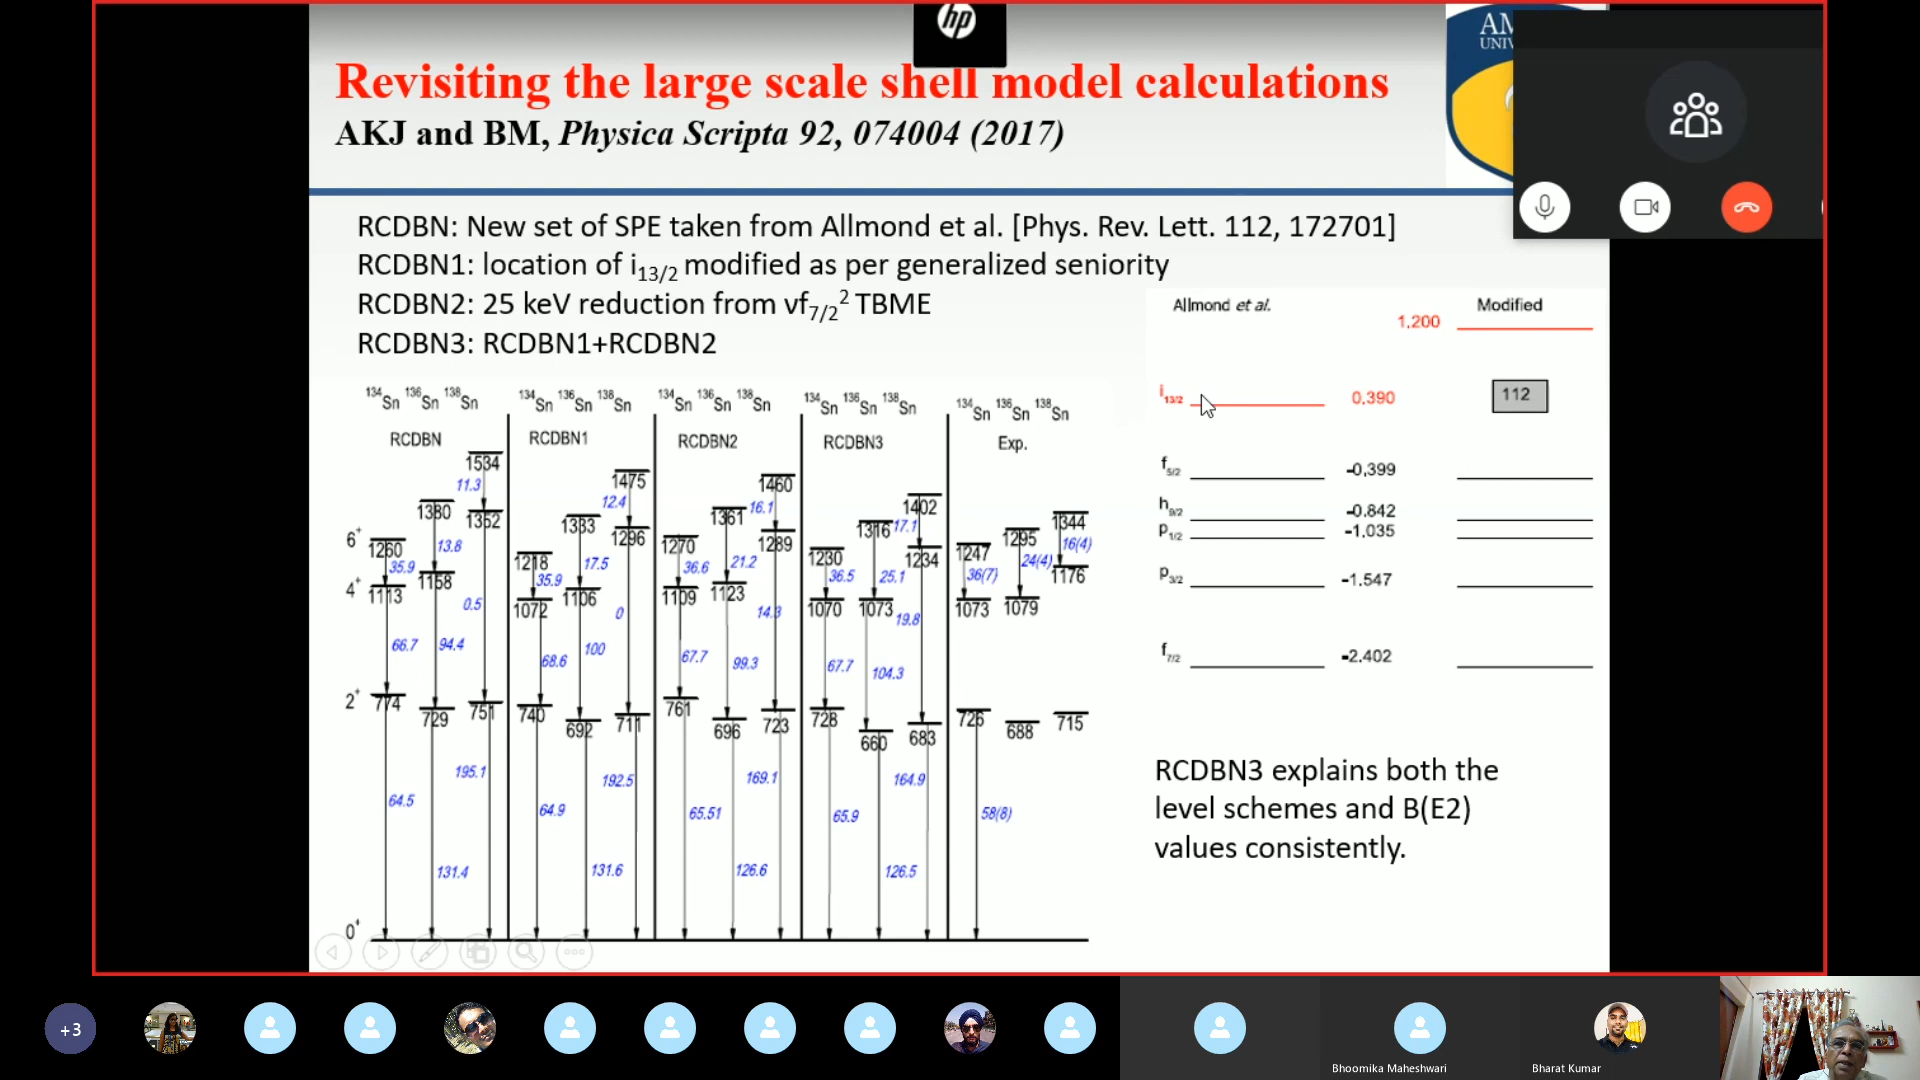 hp
AM
UNIV
Revisiting the large scale shell model calculations
AKJ and BM, Physica Scripta 92, 074004 (2017)
RCDBN: New set of SPE taken from Allmond et al. [Phys. Rev. Lett. 112, 172701]
RCDBN1: location of i13/2 modified as per generalized seniority
RCDBN2: 25 keV reduction from νf7/2² TBME
RCDBN3: RCDBN1+RCDBN2
134Sn 136Sn 138Sn 134Sn 136Sn 138Sn 134Sn 136Sn 138Sn 134Sn 136Sn 138Sn 134Sn 136Sn 138Sn
RCDBN RCDBN1 RCDBN2 RCDBN3 Exp.
6+
4+
2+
0+
1534
11.3
1380 1352
1260 13.8
35.9 1158
1113 0.5
66.7 94.4
774 729 751
195.1
64.5
131.4
1475
12.4
1333 1296
1218 17.5
35.9 1106
1072 0
68.6 100
740 692 711
192.5
64.9
131.6
1460
16.1
1361 1289
1270 21.2
36.6 1123
1109 14.3
67.7 99.3
761 696 723
169.1
65.51
126.6
1402
1316 17.1
1230 1234
36.5 25.1
1070 1073 19.8
67.7 104.3
728 660 683
164.9
65.9
126.5
1344
1295 16(4)
1247 24(4)
36(7) 1176
1073 1079
726 688 715
58(8)
Allmond et al. Modified
1.200
i13/2 0.390 112
f5/2 -0.399
h9/2 -0.842
p1/2 -1.035
p3/2 -1.547
f7/2 -2.402
RCDBN3 explains both the
level schemes and B(E2)
values consistently.
+3
Bhoomika Maheshwari
Bharat Kumar